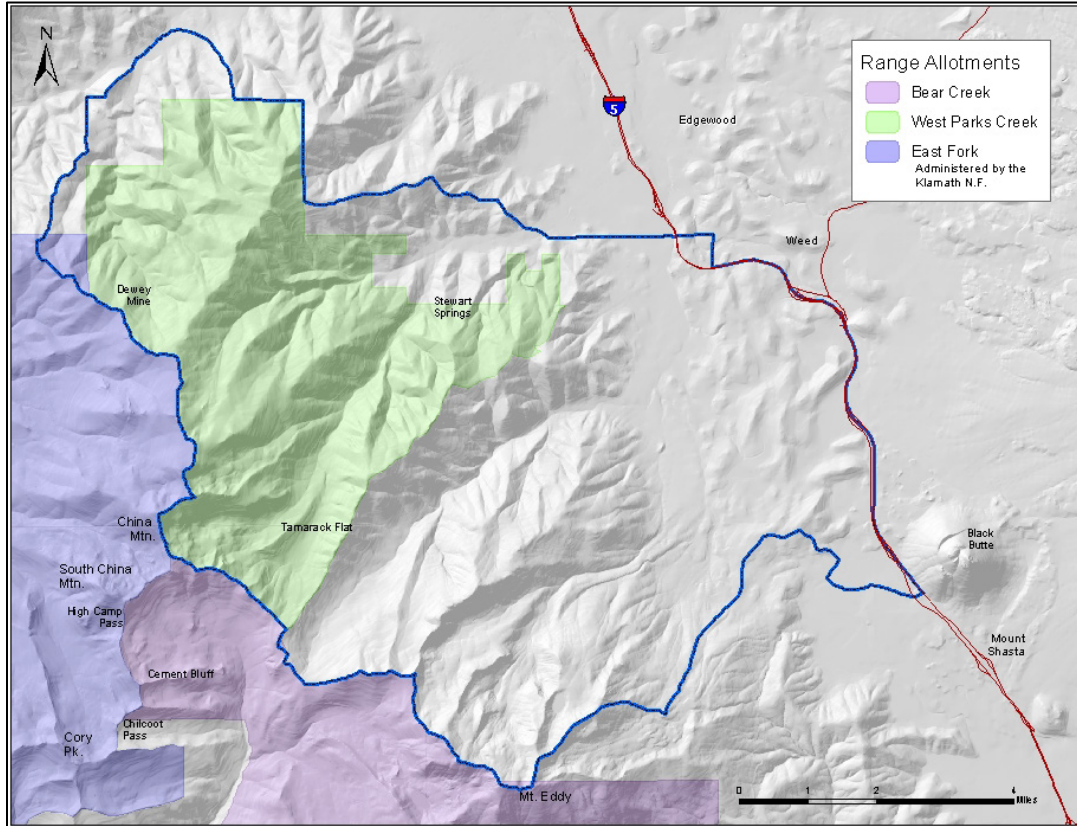 N
5
Edgewood
Range Allotments
Bear Creek
West Parks Creek
East Fork
Administered by the
Klamath N.F.
Weed
Dewey
Mine
Stewart
Springs
China
Mtn.
Tamarack Flat
Black
Butte
South China
Mtn.
High Camp
Pass
Mount
Shasta
Cement Bluff
Chilcoot
Pass
Cory
Pk.
Mt. Eddy
0 1 2 4
Miles